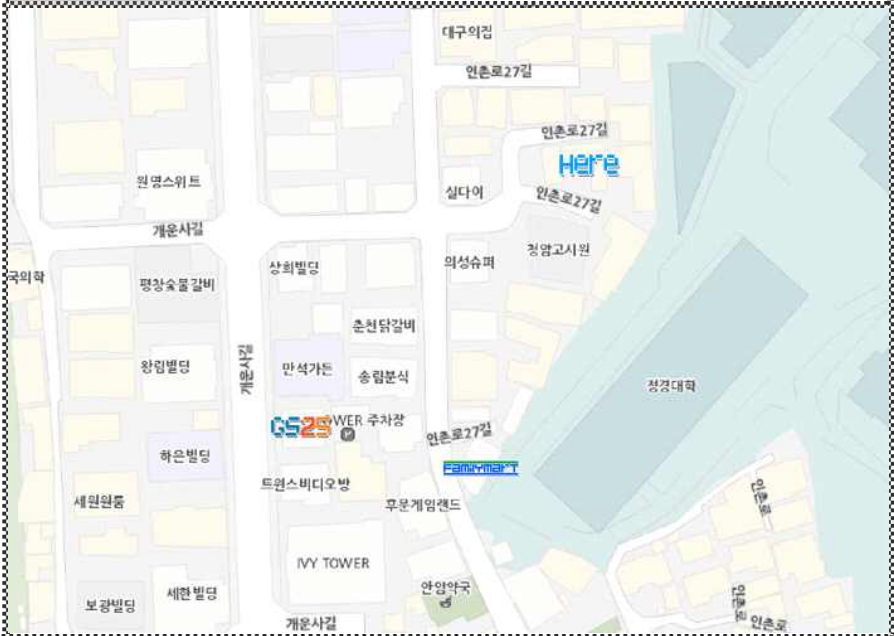 대구의집
인촌로27길
인촌로27길
Here
원명스위트
실다이
인촌로27길
개운사길
청암고시원
국의학
상희빌딩
의성슈퍼
평창숯불갈비
춘천닭갈비
왕림빌딩
개운사길
만석가든
송림분식
정경대학
GS25
OWER 주차장
인촌로27길
하은빌딩
Familymart
트윈스비디오방
세원원룸
후문게임랜드
인촌로
IVY TOWER
안암약국
세한빌딩
보광빌딩
인촌로
개운사길
인촌로